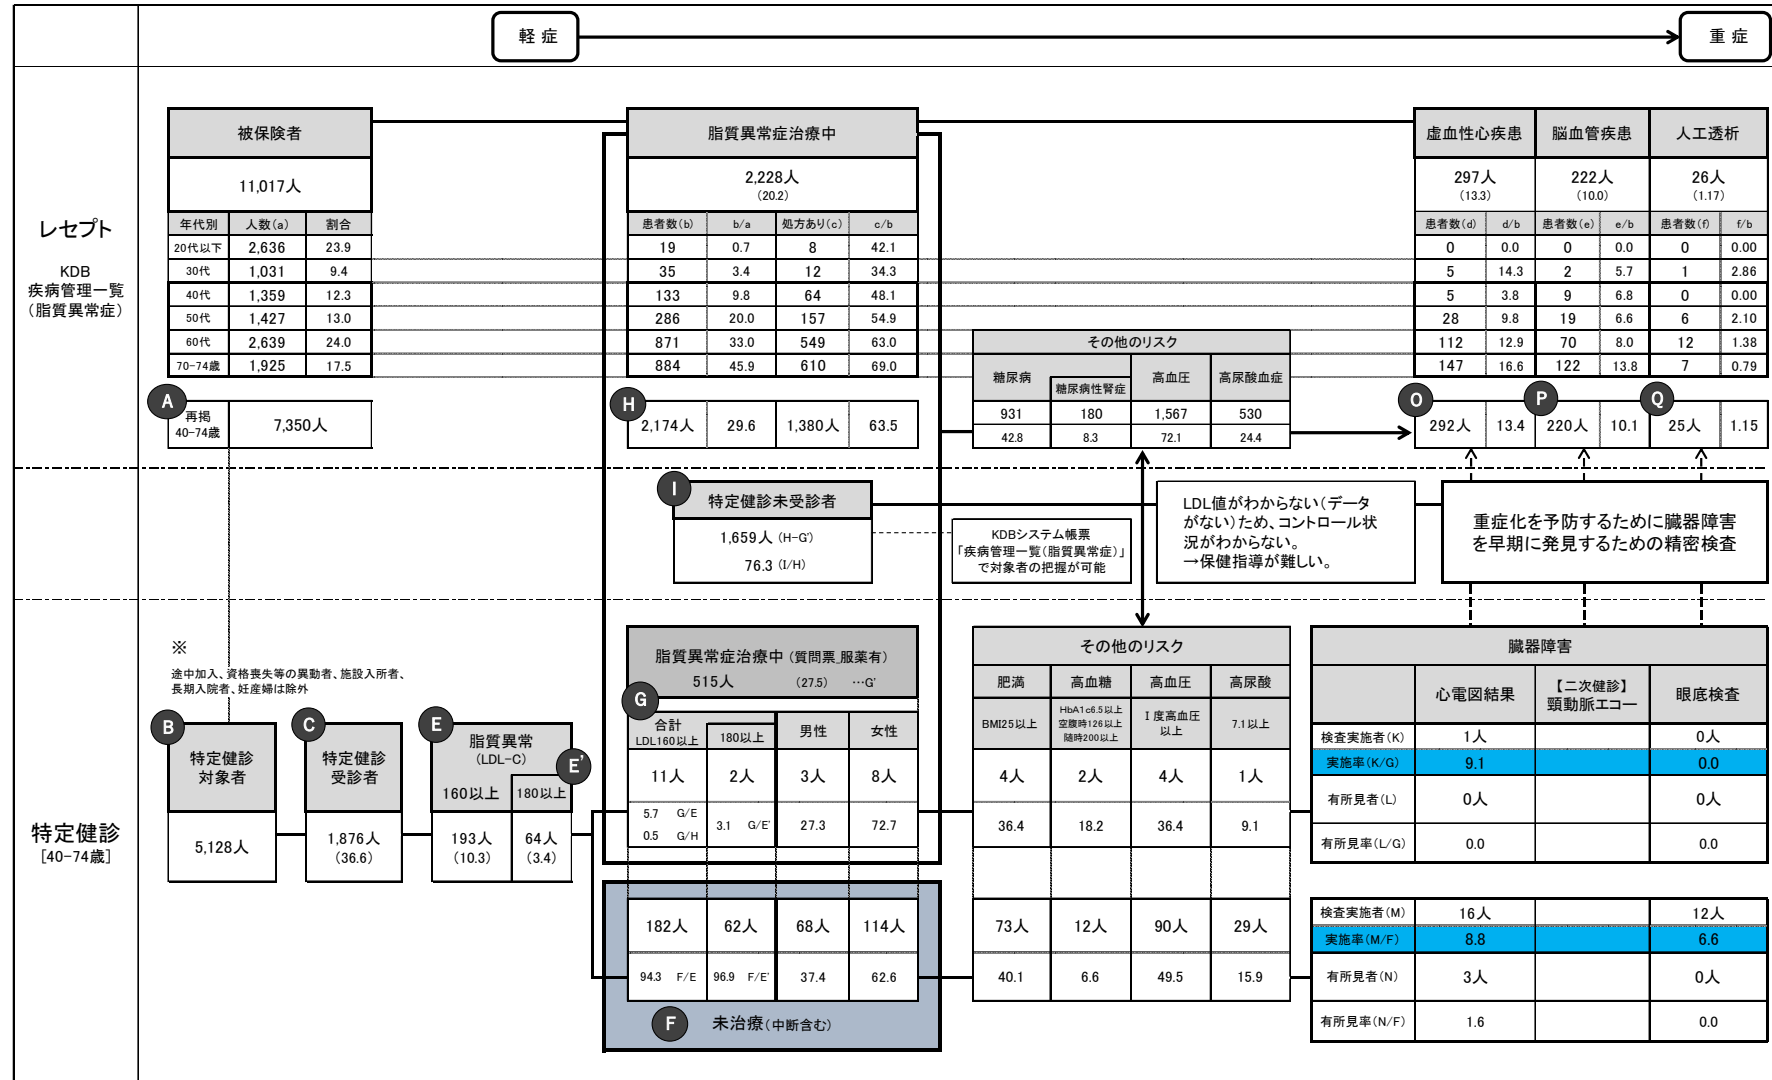 軽症
重症
レセプト
KDB
疾病管理一覧
(脂質異常症)
被保険者
11,017人
年代別 人数(a) 割合
20代以下 2,636 23.9
30代 1,031 9.4
40代 1,359 12.3
50代 1,427 13.0
60代 2,639 24.0
70-74歳 1,925 17.5
A
再掲
40-74歳
7,350人
脂質異常症治療中
2,228人
(20.2)
患者数(b) b/a 処方あり(c) c/b
19 0.7 8 42.1
35 3.4 12 34.3
133 9.8 64 48.1
286 20.0 157 54.9
871 33.0 549 63.0
884 45.9 610 69.0
H
2,174人 29.6 1,380人 63.5
その他のリスク
糖尿病 糖尿病性腎症 高血圧 高尿酸血症
931 180 1,567 530
42.8 8.3 72.1 24.4
虚血性心疾患 脳血管疾患 人工透析
297人 222人 26人
(13.3) (10.0) (1.17)
患者数(d) d/b 患者数(e) e/b 患者数(f) f/b
0 0.0 0 0.0 0 0.00
5 14.3 2 5.7 1 2.86
5 3.8 9 6.8 0 0.00
28 9.8 19 6.6 6 2.10
112 12.9 70 8.0 12 1.38
147 16.6 122 13.8 7 0.79
O P Q
292人 13.4 220人 10.1 25人 1.15
I
特定健診未受診者
1,659人 (H-G')
76.3 (I/H)
KDBシステム帳票
「疾病管理一覧(脂質異常症)」
で対象者の把握が可能
LDL値がわからない(データ
がない)ため、コントロール状
況がわからない。
→保健指導が難しい。
重症化を予防するために臓器障害
を早期に発見するための精密検査
特定健診
[40-74歳]
※
途中加入、資格喪失等の異動者、施設入所者、
長期入院者、妊産婦は除外
B
特定健診
対象者
5,128人
C
特定健診
受診者
1,876人
(36.6)
E
脂質異常
(LDL-C)
E'
160以上 180以上
193人 64人
(10.3) (3.4)
脂質異常症治療中 (質問票_服薬有)
515人 (27.5) …G'
G
合計
LDL160以上 180以上 男性 女性
11人 2人 3人 8人
5.7 G/E
0.5 G/H
3.1 G/E' 27.3 72.7
182人 62人 68人 114人
94.3 F/E 96.9 F/E' 37.4 62.6
F
未治療(中断含む)
その他のリスク
肥満 高血糖 高血圧 高尿酸
BMI25以上
HbA1c6.5以上
空腹時126以上
随時200以上
Ⅰ度高血圧
以上
7.1以上
4人 2人 4人 1人
36.4 18.2 36.4 9.1
73人 12人 90人 29人
40.1 6.6 49.5 15.9
臓器障害
心電図結果
【二次健診】
頸動脈エコー
眼底検査
検査実施者(K) 1人 0人
実施率(K/G) 9.1 0.0
有所見者(L) 0人 0人
有所見率(L/G) 0.0 0.0
検査実施者(M) 16人 12人
実施率(M/F) 8.8 6.6
有所見者(N) 3人 0人
有所見率(N/F) 1.6 0.0